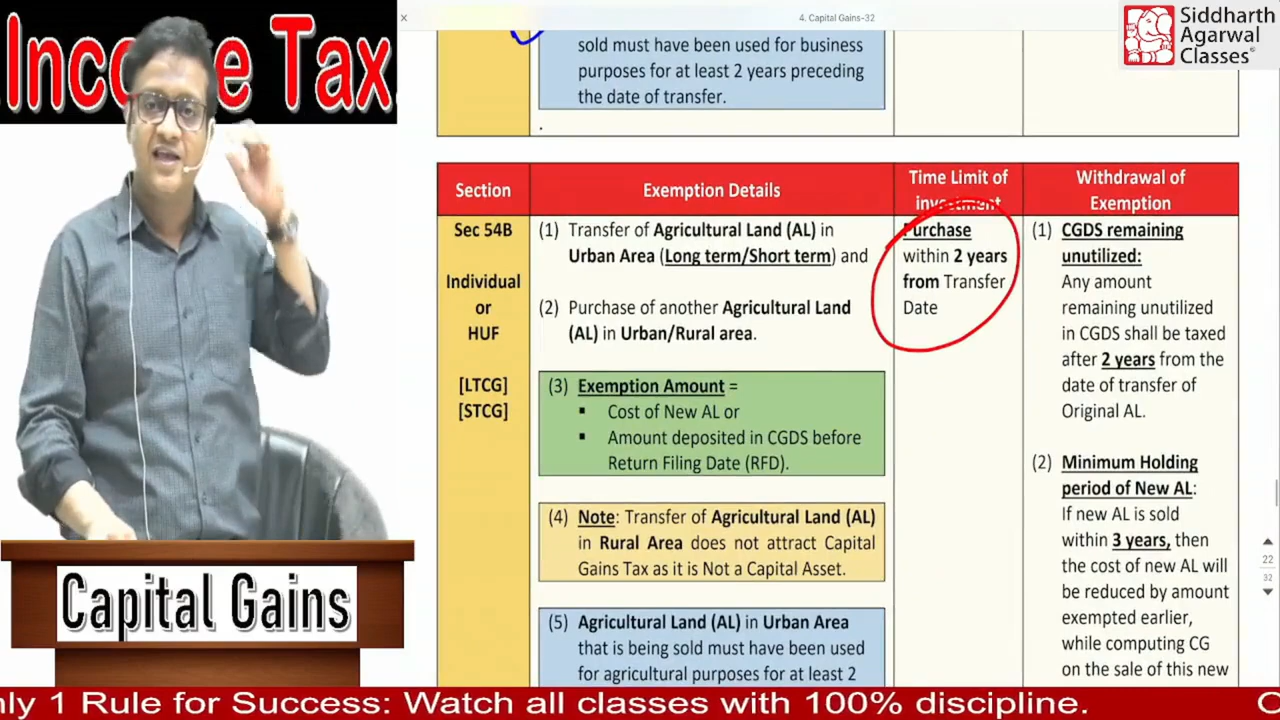 Income Tax
4. Capital Gains-32
Siddharth
Agarwal
Classes®
sold must have been used for business
purposes for at least 2 years preceding
the date of transfer.
Section
Exemption Details
Time Limit of
investment
Withdrawal of
Exemption
Sec 54B
Individual
or
HUF
[LTCG]
[STCG]
(1) Transfer of Agricultural Land (AL) in
Urban Area (Long term/Short term) and
(2) Purchase of another Agricultural Land
(AL) in Urban/Rural area.
(3) Exemption Amount =
▪ Cost of New AL or
▪ Amount deposited in CGDS before
Return Filing Date (RFD).
(4) Note: Transfer of Agricultural Land (AL)
in Rural Area does not attract Capital
Gains Tax as it is Not a Capital Asset.
(5) Agricultural Land (AL) in Urban Area
that is being sold must have been used
for agricultural purposes for at least 2
Purchase
within 2 years
from Transfer
Date
(1) CGDS remaining
unutilized:
Any amount
remaining unutilized
in CGDS shall be taxed
after 2 years from the
date of transfer of
Original AL.
(2) Minimum Holding
period of New AL:
If new AL is sold
within 3 years, then
the cost of new AL will
be reduced by amount
exempted earlier,
while computing CG
on the sale of this new
22
32
Capital Gains
nly 1 Rule for Success: Watch all classes with 100% discipline.
O